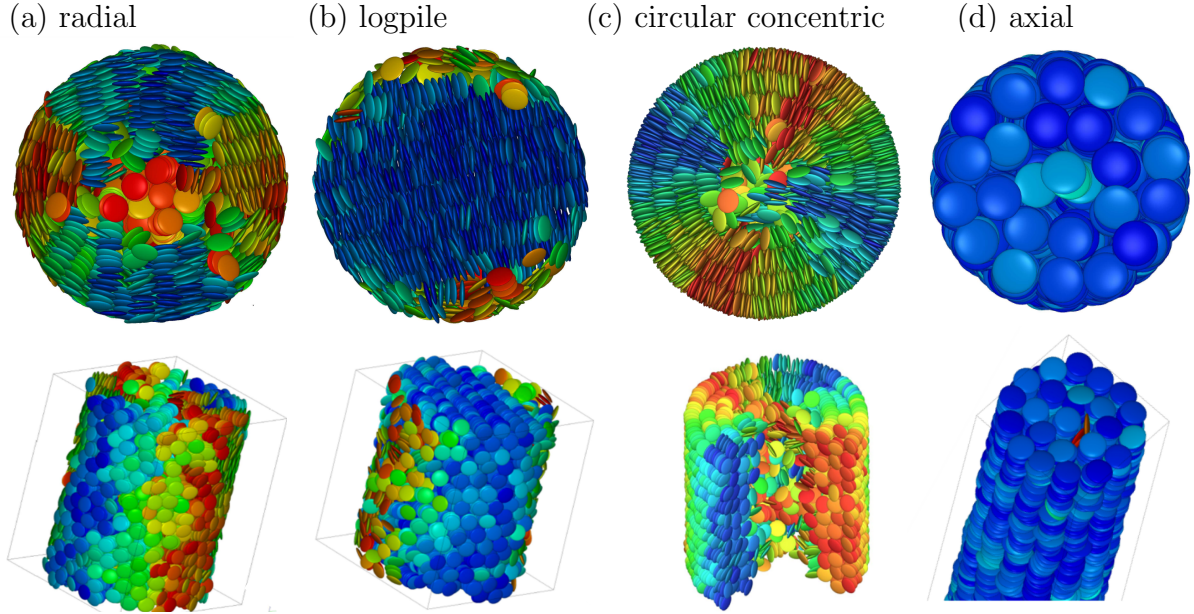 (a) radial
(b) logpile
(c) circular concentric
(d) axial